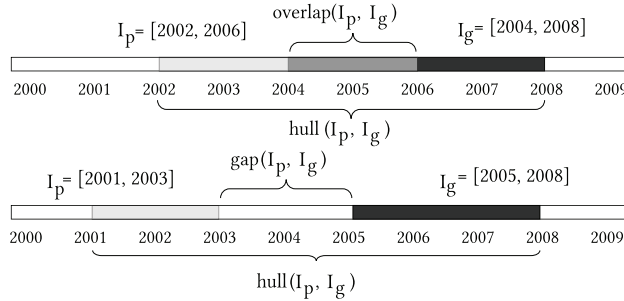 overlap(Ip, Ig)
Ip= [2002, 2006]
Ig= [2004, 2008]
2000 2001 2002 2003 2004 2005 2006 2007 2008 2009
hull(Ip, Ig)
gap(Ip, Ig)
Ip= [2001, 2003]
Ig= [2005, 2008]
2000 2001 2002 2003 2004 2005 2006 2007 2008 2009
hull(Ip, Ig)